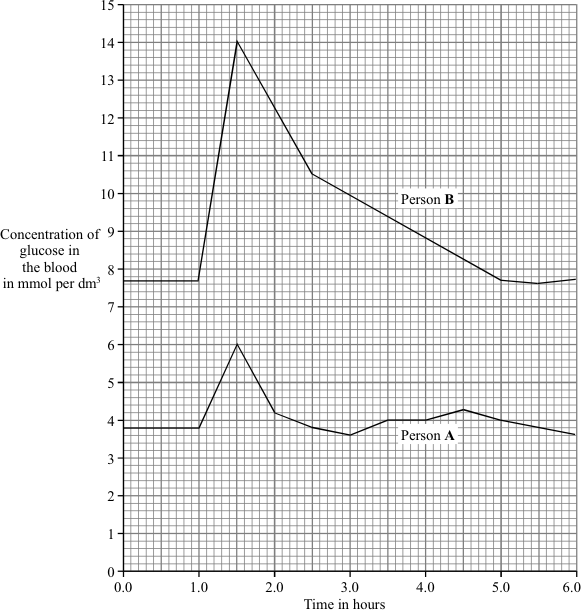 15
14
13
12
11
10
9
8
7
6
5
4
3
2
1
0
Concentration of
glucose in
the blood
in mmol per dm³
Person B
Person A
0.0 1.0 2.0 3.0 4.0 5.0 6.0
Time in hours